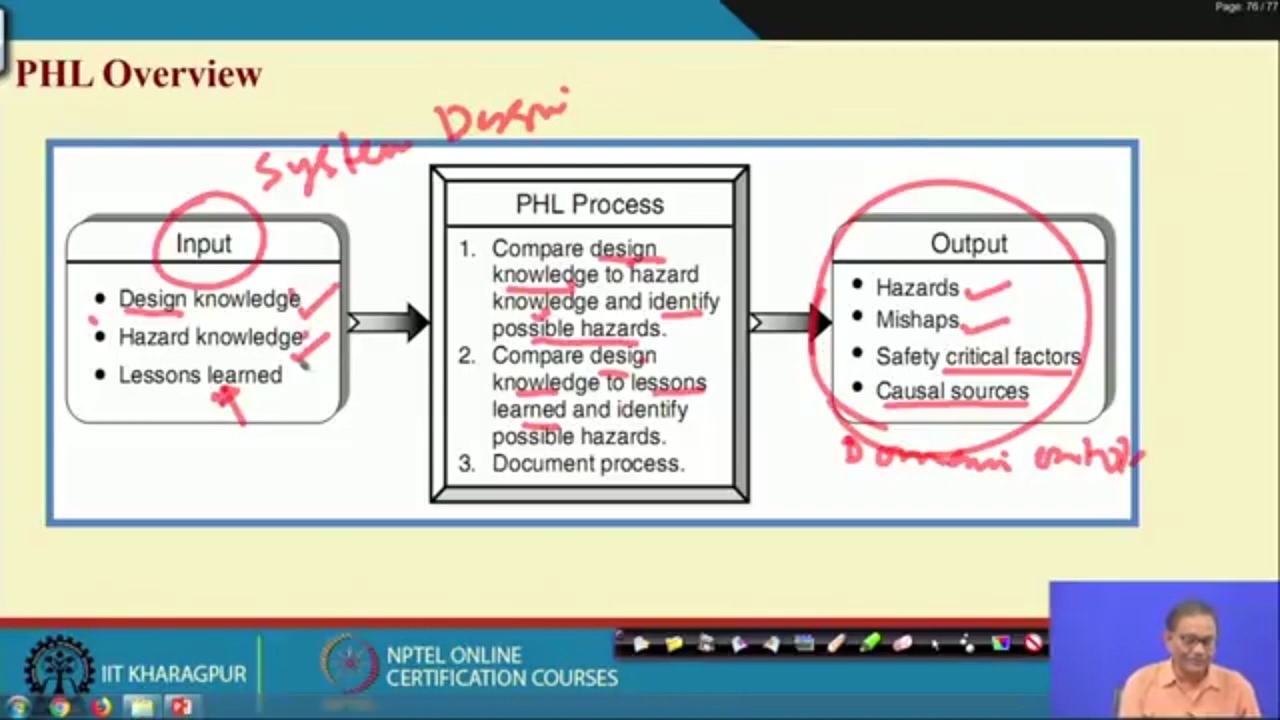 Page: 76 / 77
PHL Overview
System Design
Input
• Design knowledge
• Hazard knowledge
• Lessons learned
PHL Process
1. Compare design
knowledge to hazard
knowledge and identify
possible hazards.
2. Compare design
knowledge to lessons
learned and identify
possible hazards.
3. Document process.
Output
• Hazards
• Mishaps
• Safety critical factors
• Causal sources
IIT KHARAGPUR
NPTEL ONLINE
CERTIFICATION COURSES